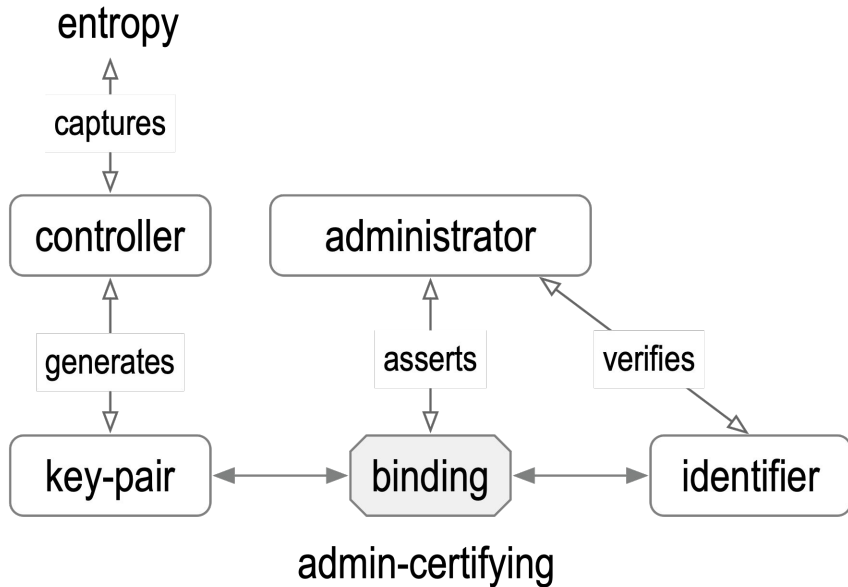 entropy
captures
controller
administrator
generates
asserts
verifies
key-pair
binding
identifier
admin-certifying